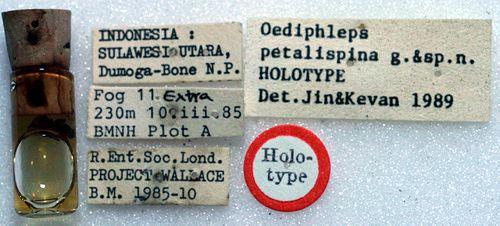 INDONESIA :
SULAWESI UTARA,
Dumoga-Bone N.P.
Fog 11. Extra
230m 10.iii.85
BMNH Plot A
R.Ent.Soc.Lond.
PROJECT WALLACE
B.M. 1985-10
Oediphleps
petalispina g.&sp.n.
HOLOTYPE
Det.Jin&Kevan 1989
Holo-
type